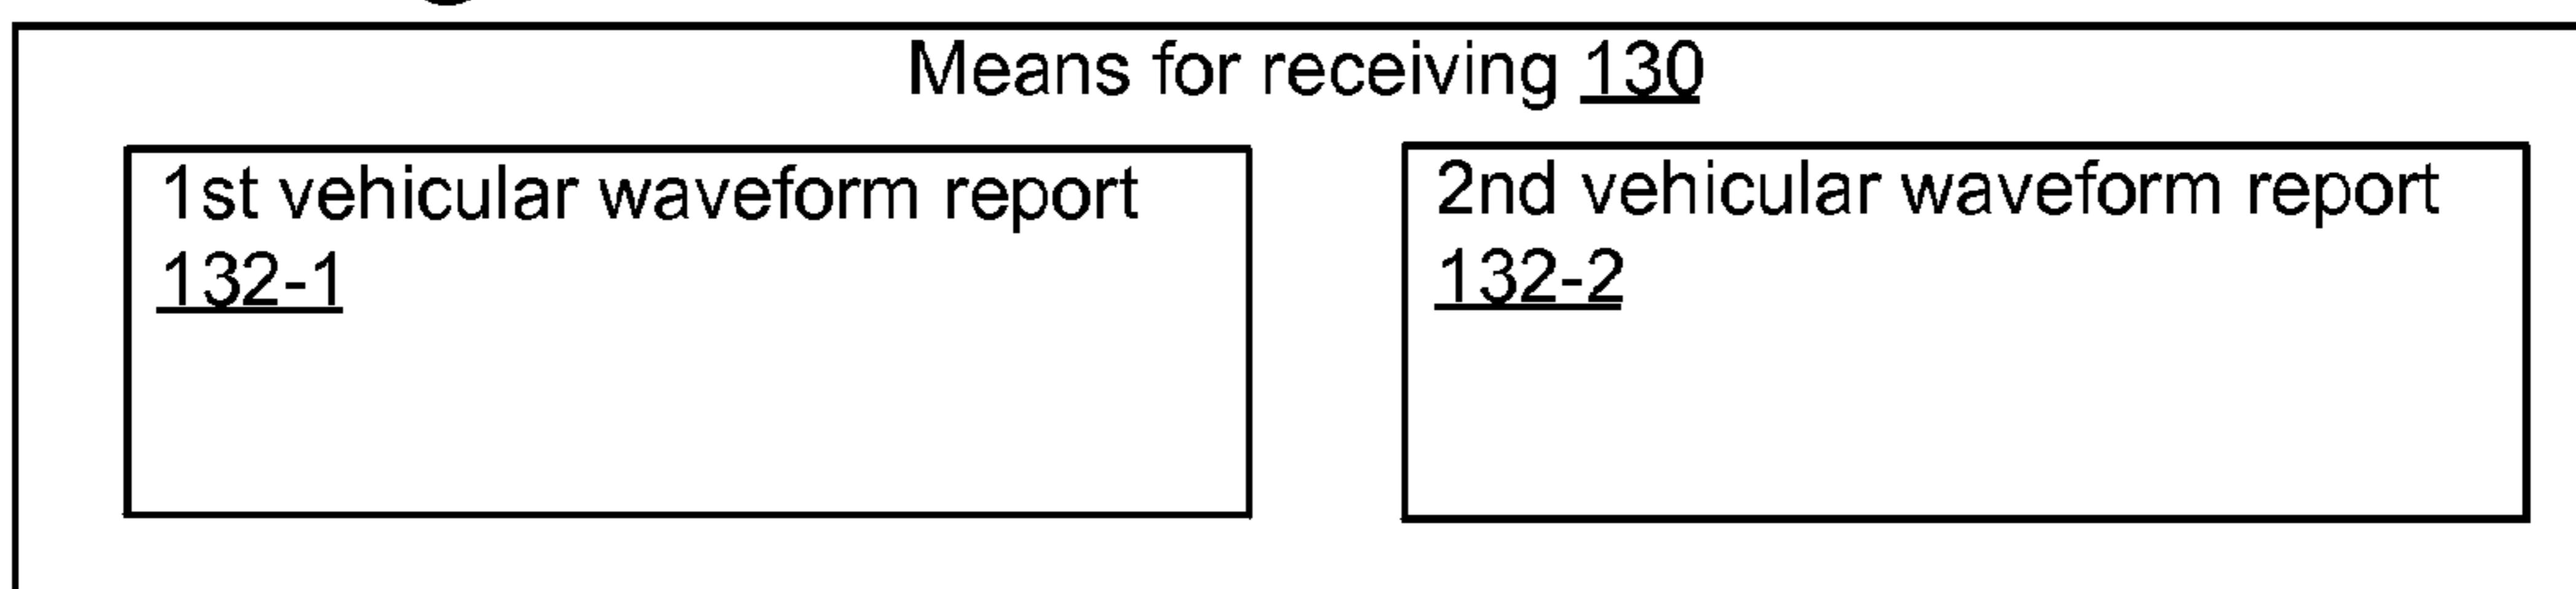 Means for receiving 130
1st vehicular waveform report
132-1
2nd vehicular waveform report
132-2